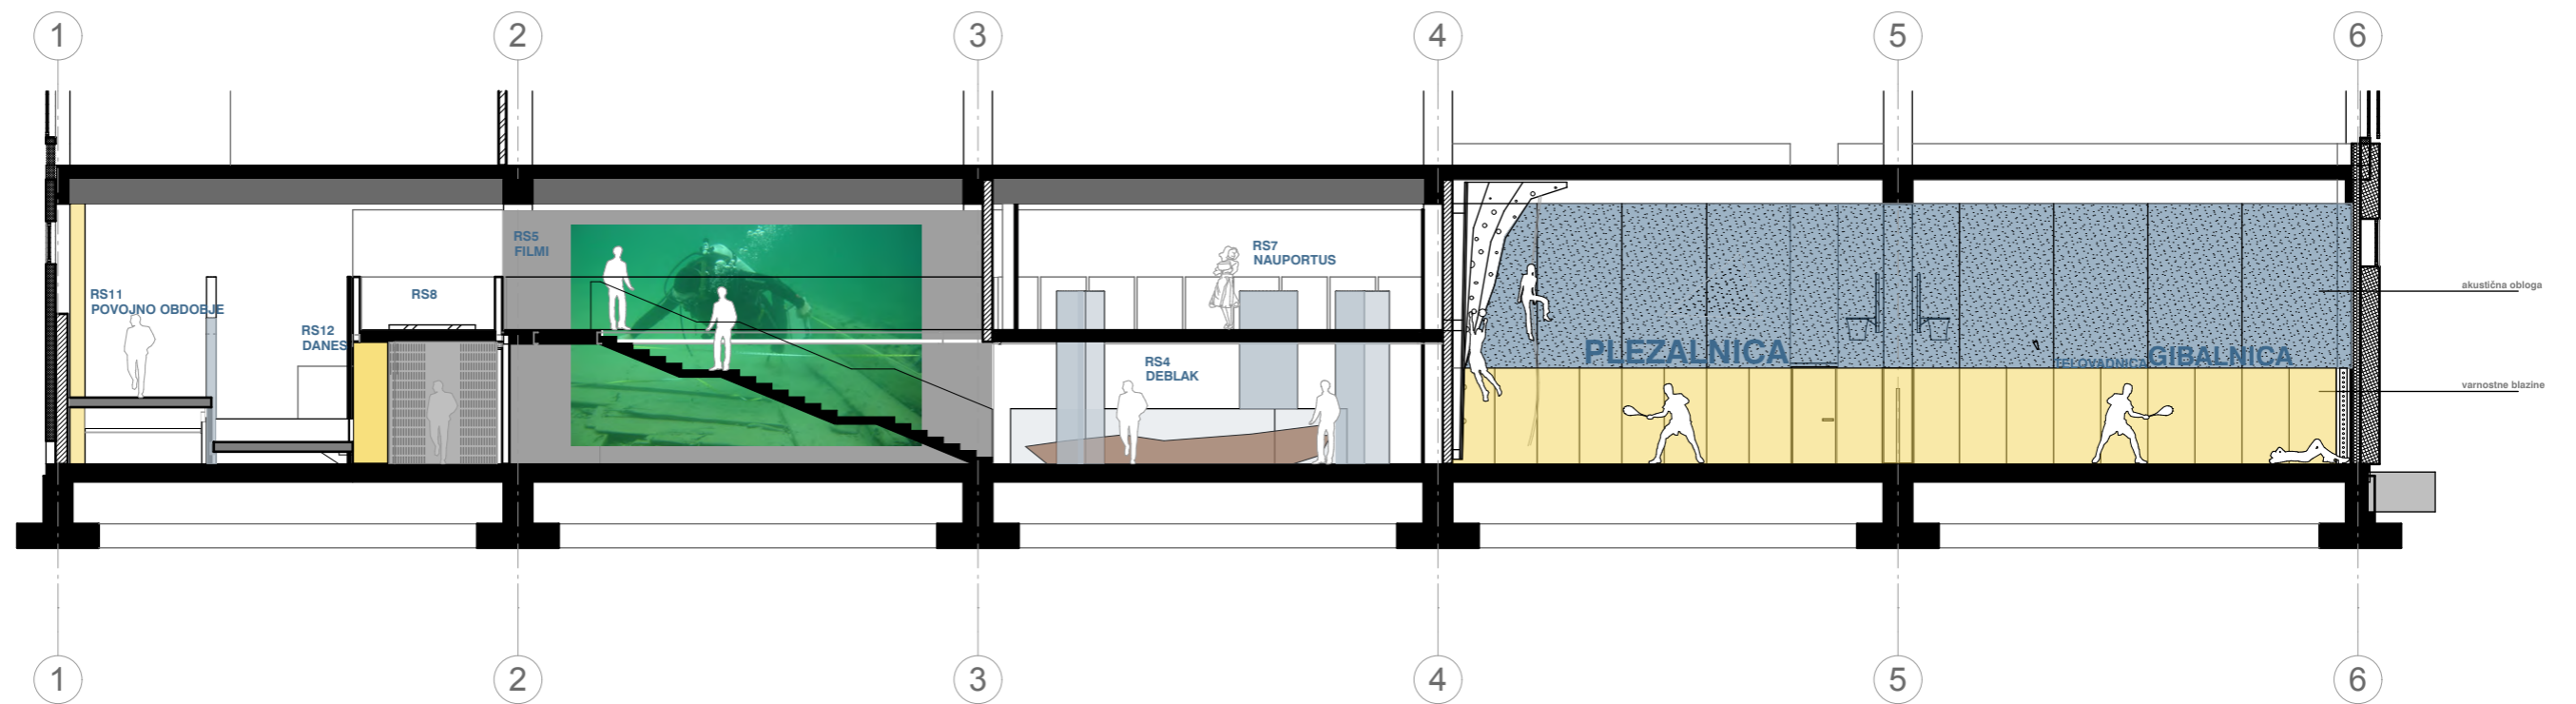 1 2 3 4 5 6
RS5
FILMI
RS7
NAUPORTUS
RS11
POVOJNO OBDOBJE
RS8
akustična obloga
RS12
DANES
RS4
DEBLAK
PLEZALNICA
TELOVADNICA GIBALNICA
varnostne blazine
1 2 3 4 5 6